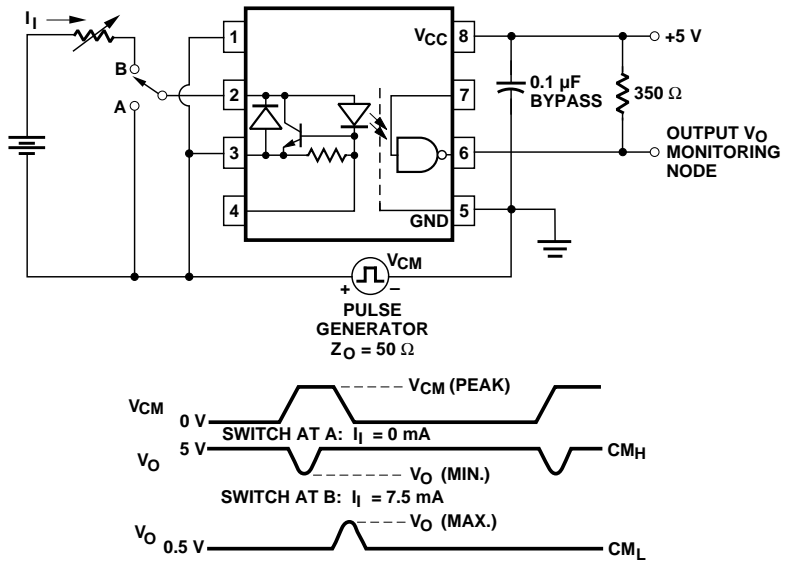 I_I
B
A
1
2
3
4
V_CC
8
7
6
5
GND
+5 V
0.1 µF
BYPASS
350 Ω
OUTPUT V_O
MONITORING
NODE
V_CM
+ –
PULSE
GENERATOR
Z_O = 50 Ω
V_CM (PEAK)
V_CM
0 V
SWITCH AT A: I_I = 0 mA
V_O
5 V
CM_H
V_O (MIN.)
SWITCH AT B: I_I = 7.5 mA
V_O (MAX.)
V_O
0.5 V
CM_L